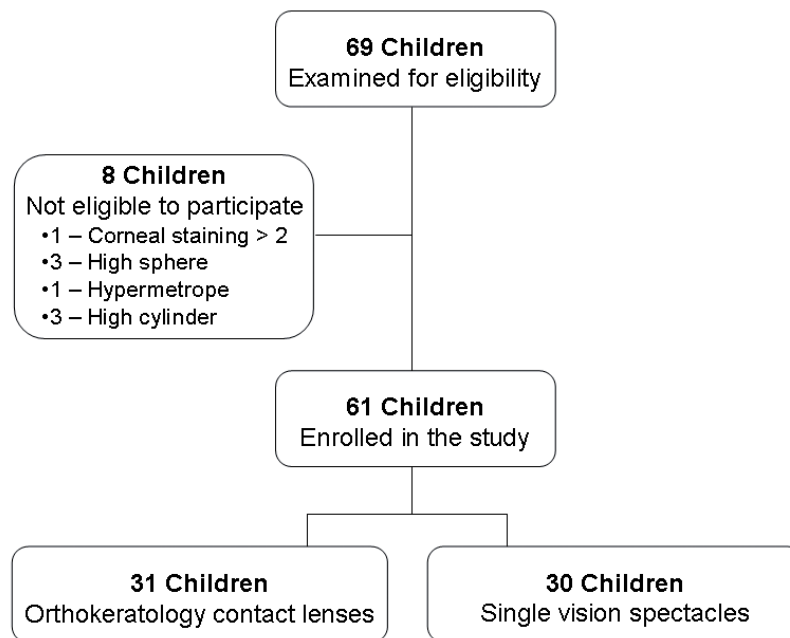 69 Children
Examined for eligibility
8 Children
Not eligible to participate
•1 – Corneal staining > 2
•3 – High sphere
•1 – Hypermetrope
•3 – High cylinder
61 Children
Enrolled in the study
31 Children
Orthokeratology contact lenses
30 Children
Single vision spectacles